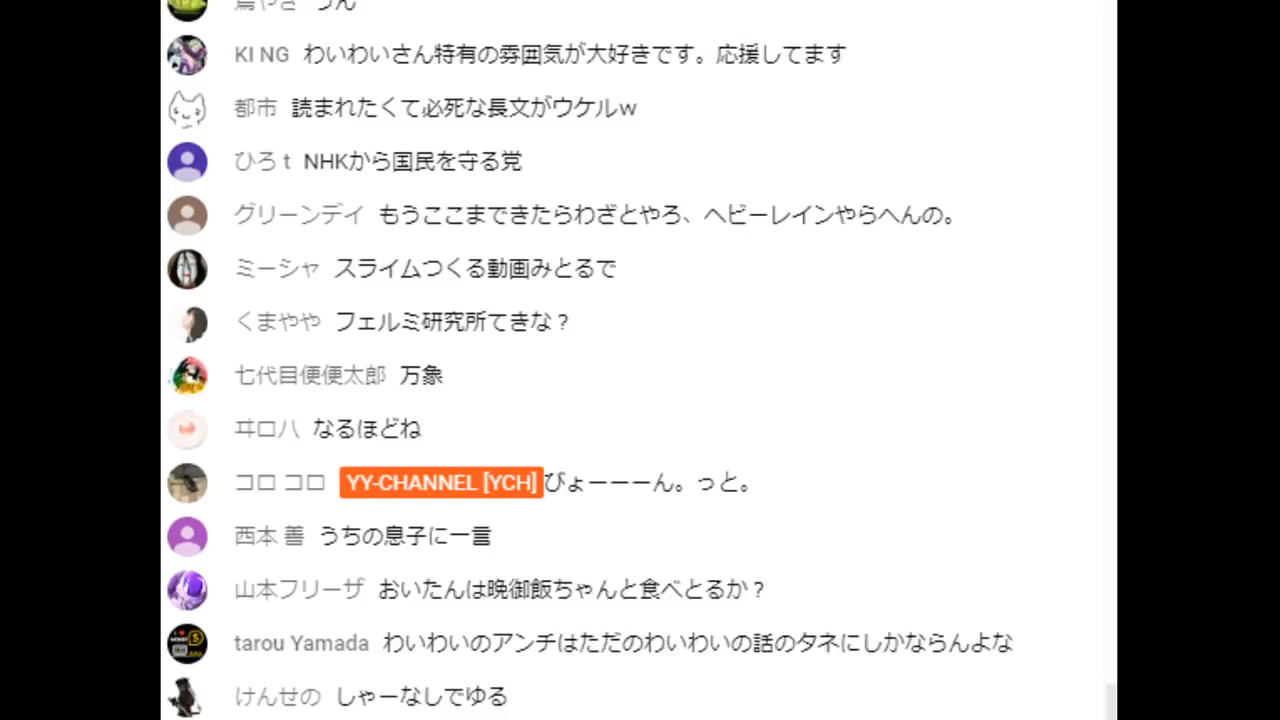 うん
KI NG わいわいさん特有の雰囲気が大好きです。応援してます
都市 読まれたくて必死な長文がウケルw
ひろ t NHKから国民を守る党
グリーンデイ もうここまできたらわざとやろ、ヘビーレインやらへんの。
ミーシャ スライムつくる動画みとるで
くまやや フェルミ研究所てきな？
七代目便便太郎 万象
ヰロハ なるほどね
コロ コロ YY-CHANNEL [YCH] びょーーーん。っと。
西本 善 うちの息子に一言
山本フリーザ おいたんは晩御飯ちゃんと食べとるか？
tarou Yamada わいわいのアンチはただのわいわいの話のタネにしかならんよな
けんせの しゃーなしでゆる